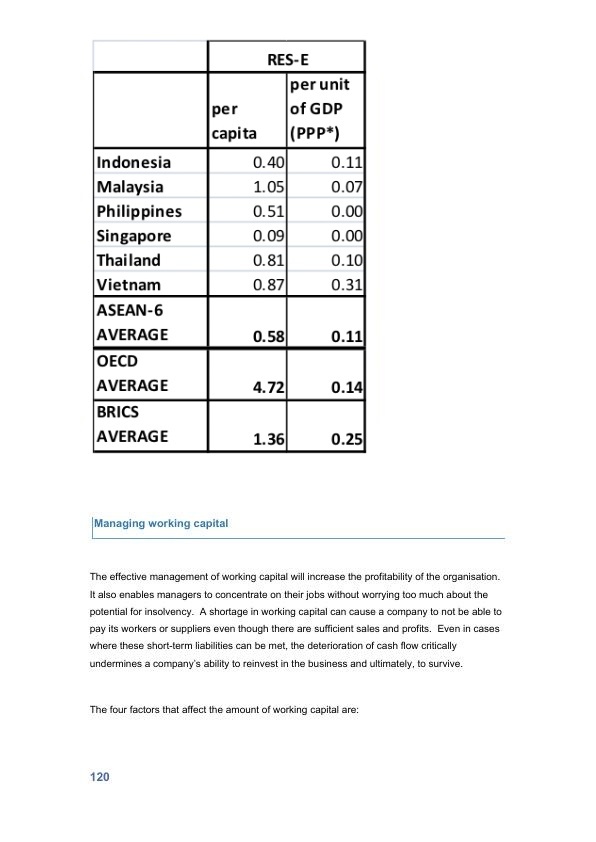 RES-E
per capita per unit of GDP (PPP*)
Indonesia 0.40 0.11
Malaysia 1.05 0.07
Philippines 0.51 0.00
Singapore 0.09 0.00
Thailand 0.81 0.10
Vietnam 0.87 0.31
ASEAN-6
AVERAGE 0.58 0.11
OECD
AVERAGE 4.72 0.14
BRICS
AVERAGE 1.36 0.25
Managing working capital
The effective management of working capital will increase the profitability of the organisation.
It also enables managers to concentrate on their jobs without worrying too much about the
potential for insolvency.  A shortage in working capital can cause a company to not be able to
pay its workers or suppliers even though there are sufficient sales and profits.  Even in cases
where these short-term liabilities can be met, the deterioration of cash flow critically
undermines a company's ability to reinvest in the business and ultimately, to survive.
The four factors that affect the amount of working capital are:
120